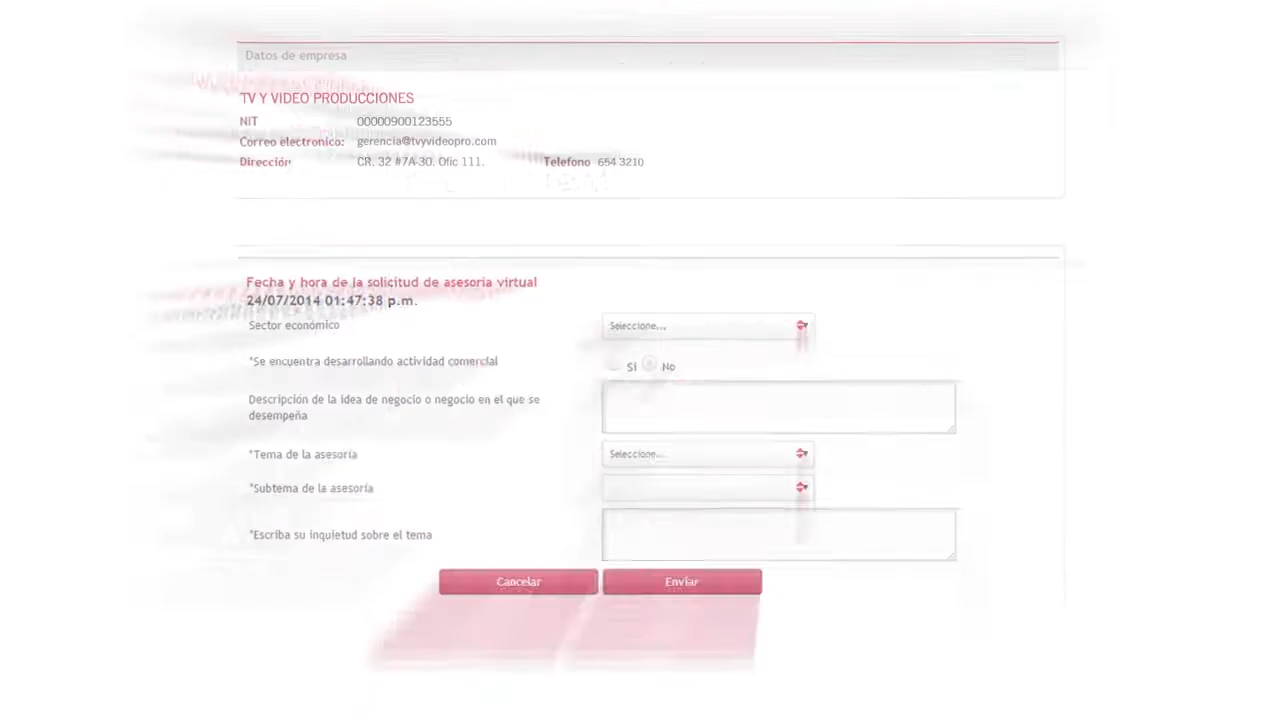 Datos de empresa
TV Y VIDEO PRODUCCIONES
NIT 00000900123555
Correo electronico: gerencia@tvyvideopro.com
Dirección CR. 32 #7A-30. Ofic 111. Telefono 654 3210
Fecha y hora de la solicitud de asesoria virtual
24/07/2014 01:47:38 p.m.
Sector económico Seleccione...
*Se encuentra desarrollando actividad comercial Si No
Descripción de la idea de negocio o negocio en el que se
desempeña
*Tema de la asesoría Seleccione...
*Subtema de la asesoría
*Escriba su inquietud sobre el tema
Cancelar Enviar